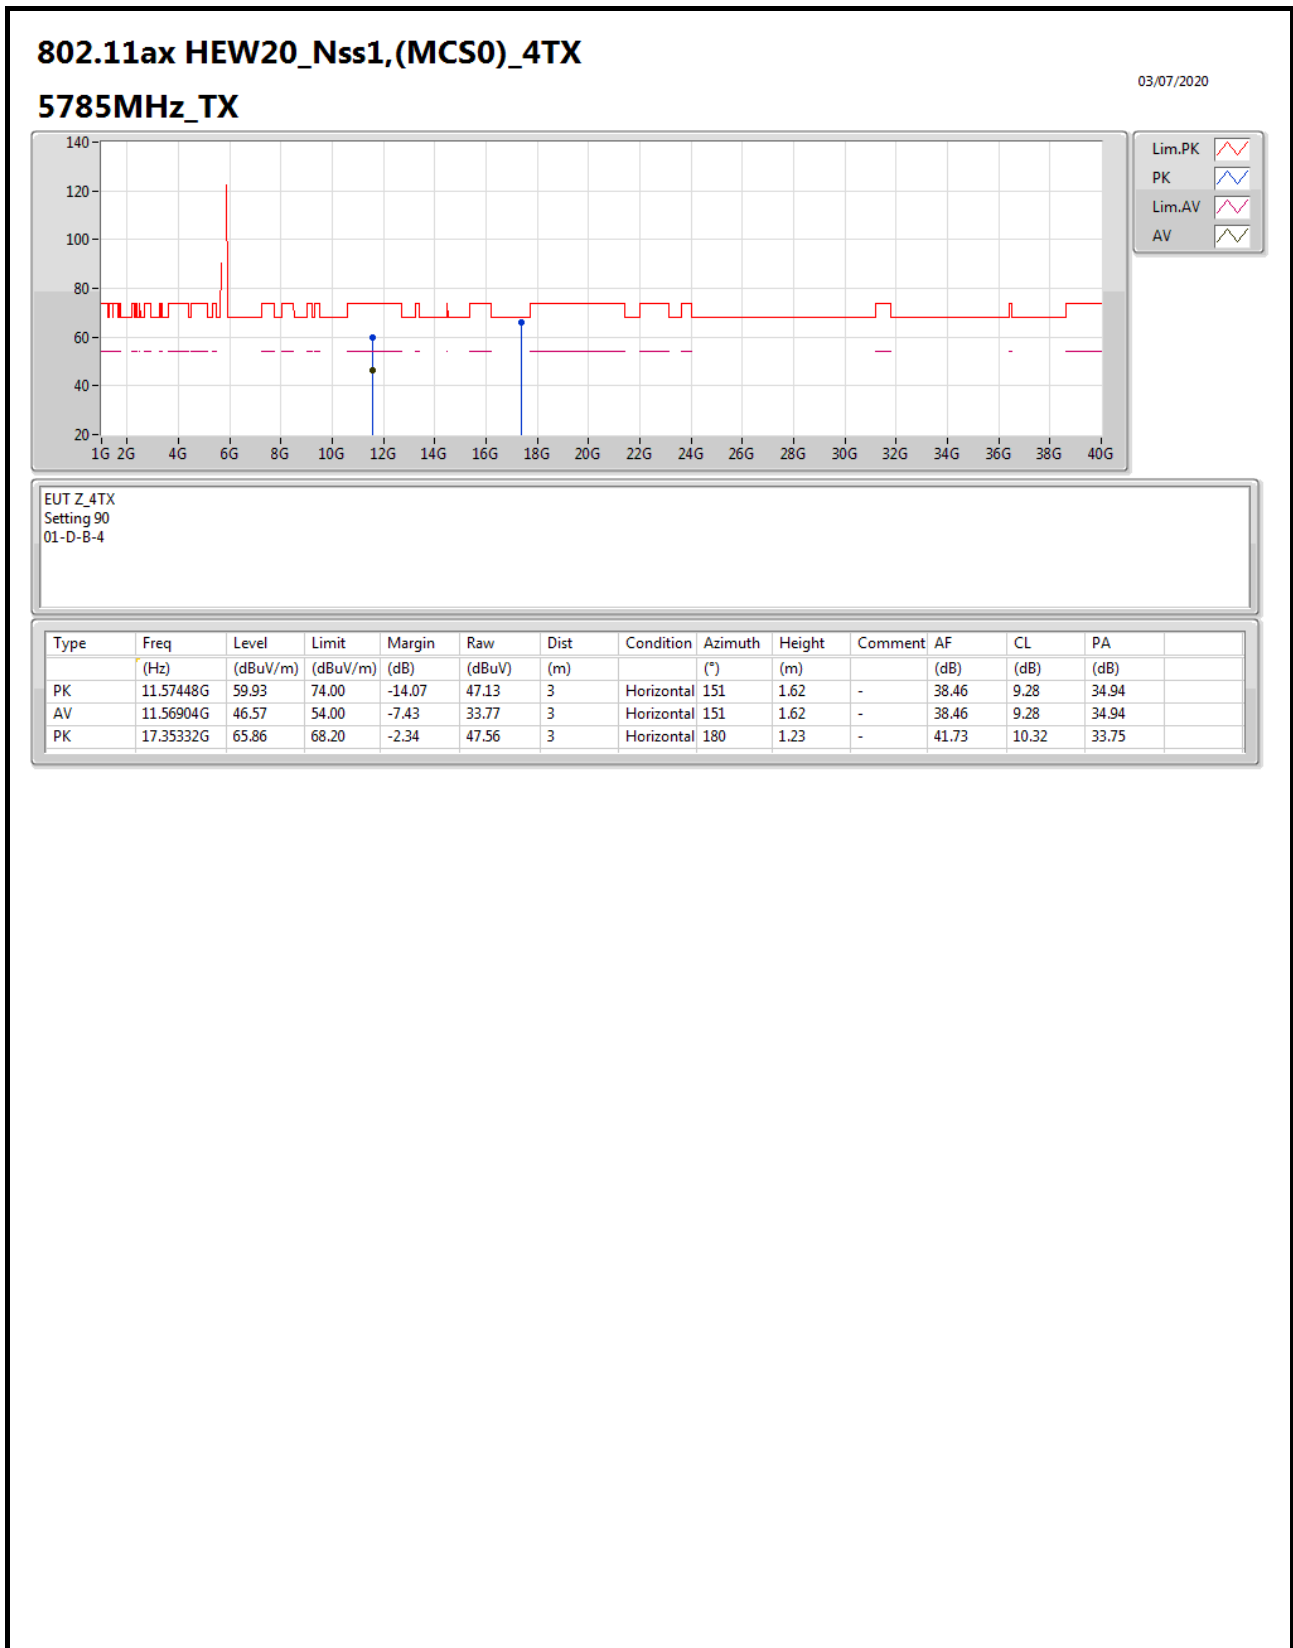 802.11ax HEW20_Nss1,(MCS0)_4TX
03/07/2020
5785MHz_TX
140
120
100
80
60
40
20
1G 2G 4G 6G 8G 10G 12G 14G 16G 18G 20G 22G 24G 26G 28G 30G 32G 34G 36G 38G 40G
Lim.PK
PK
Lim.AV
AV
EUT Z_4TX
Setting 90
01-D-B-4
Type Freq Level Limit Margin Raw Dist Condition Azimuth Height Comment AF CL PA
(Hz) (dBuV/m) (dBuV/m) (dB) (dBuV) (m) (°) (m) (dB) (dB) (dB)
PK 11.57448G 59.93 74.00 -14.07 47.13 3 Horizontal 151 1.62 - 38.46 9.28 34.94
AV 11.56904G 46.57 54.00 -7.43 33.77 3 Horizontal 151 1.62 - 38.46 9.28 34.94
PK 17.35332G 65.86 68.20 -2.34 47.56 3 Horizontal 180 1.23 - 41.73 10.32 33.75